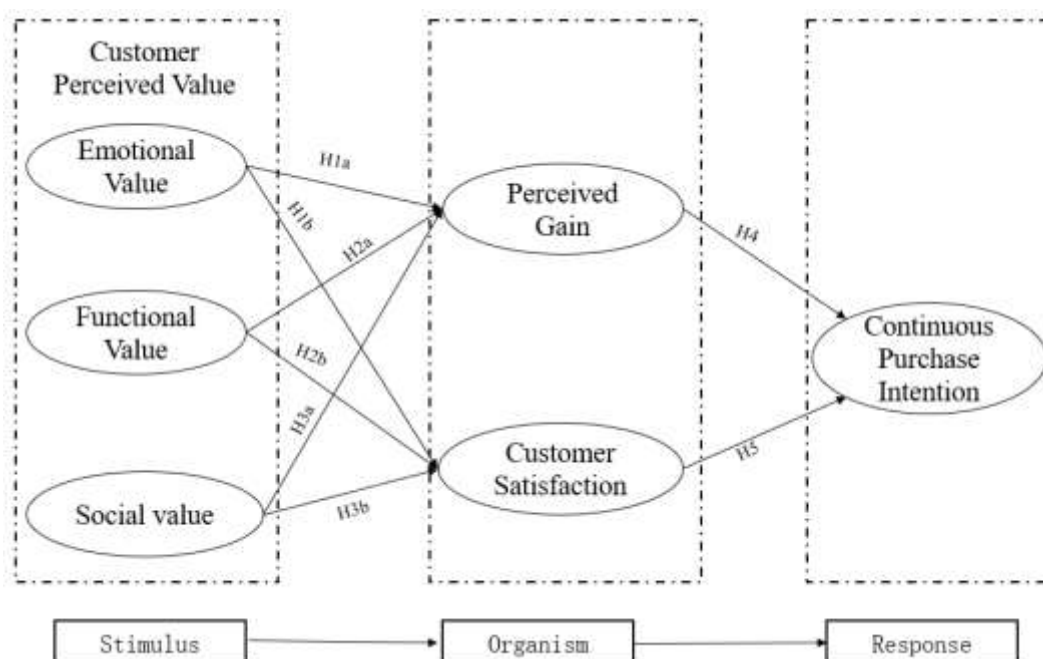 Customer
Perceived Value
Emotional
Value
Functional
Value
Social value
H1a
H1b
H2a
H2b
H3a
H3b
Perceived
Gain
Customer
Satisfaction
H4
H5
Continuous
Purchase
Intention
Stimulus
Organism
Response